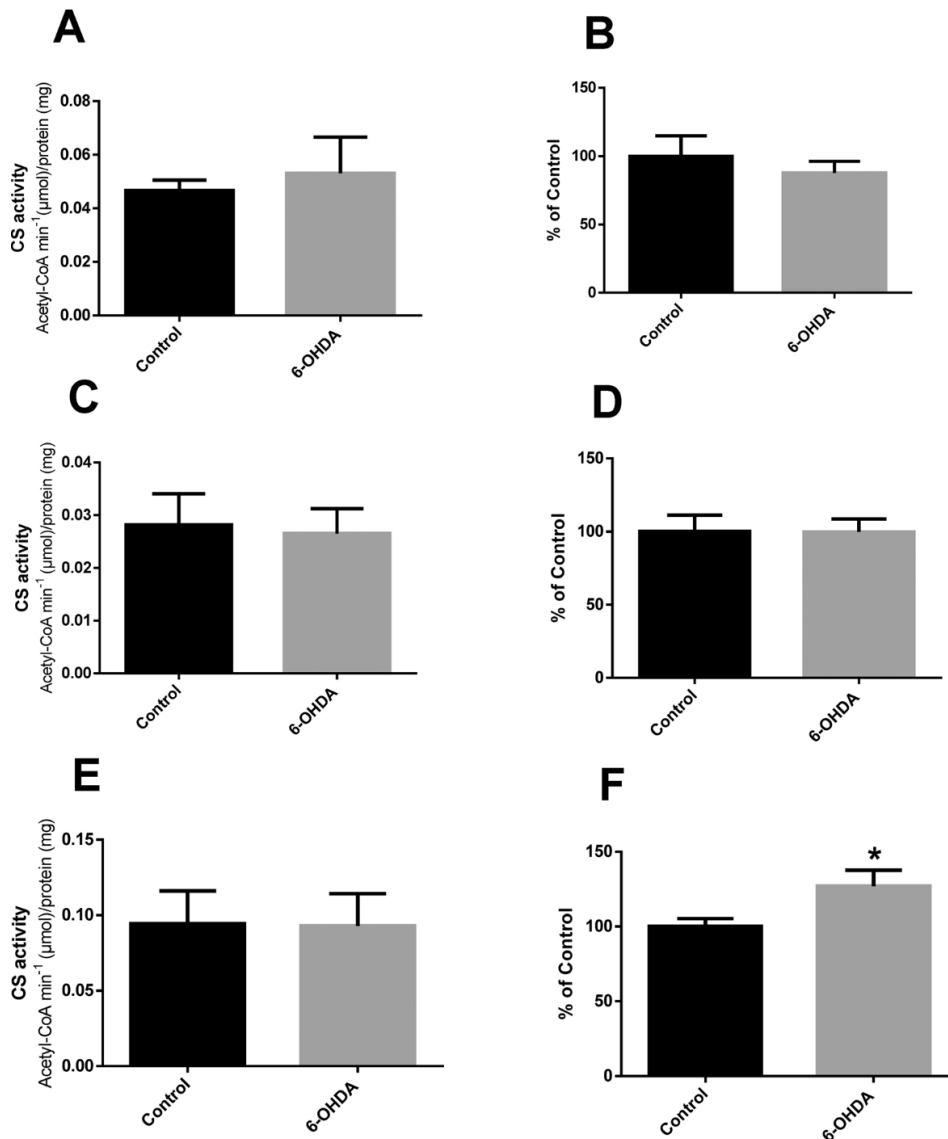 A
CS activity
Acetyl-CoA min⁻¹ (μmol)/protein (mg)
0.08
0.06
0.04
0.02
0.00
Control
6-OHDA
B
% of Control
150
100
50
0
Control
6-OHDA
C
CS activity
Acetyl-CoA min⁻¹ (μmol)/protein (mg)
0.04
0.03
0.02
0.01
0.00
Control
6-OHDA
D
% of Control
150
100
50
0
Control
6-OHDA
E
CS activity
Acetyl-CoA min⁻¹ (μmol)/protein (mg)
0.15
0.10
0.05
0.00
Control
6-OHDA
F
% of Control
150
100
50
0
*
Control
6-OHDA